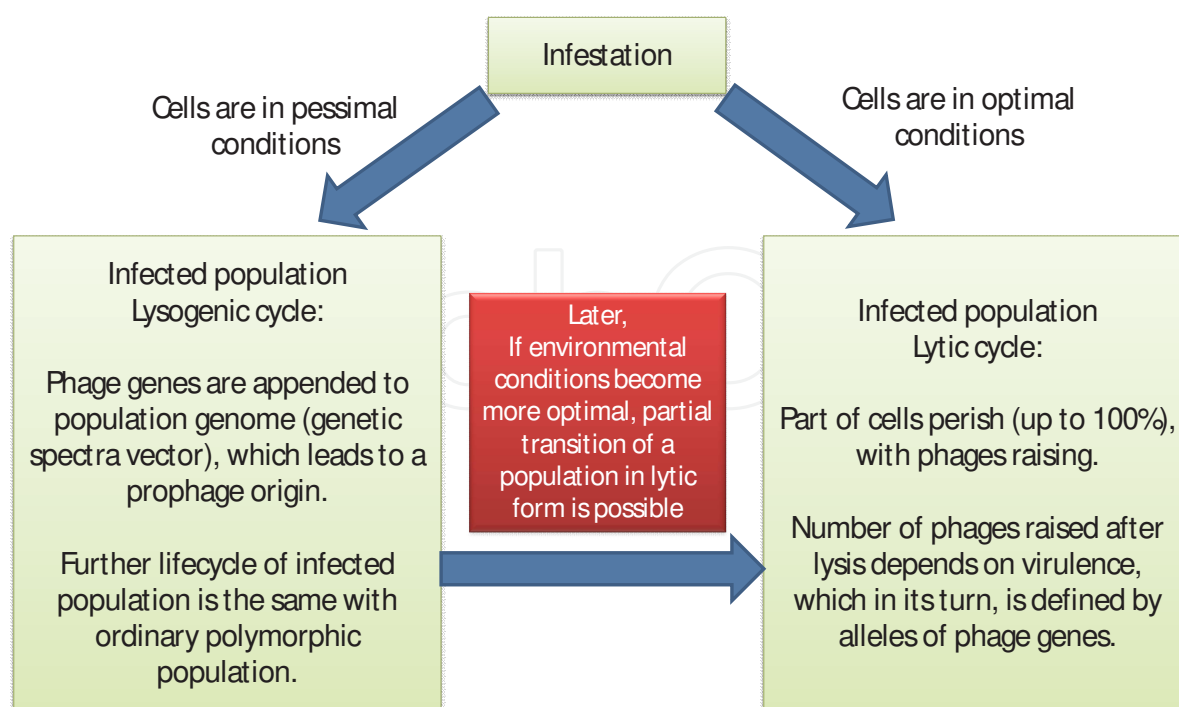 Infestation
Cells are in pessimal
conditions
Cells are in optimal
conditions
Infected population
Lysogenic cycle:
Phage genes are appended to
population genome (genetic
spectra vector), which leads to a
prophage origin.
Further lifecycle of infected
population is the same with
ordinary polymorphic
population.
Later,
If environmental
conditions become
more optimal, partial
transition of a
population in lytic
form is possible
Infected population
Lytic cycle:
Part of cells perish (up to 100%),
with phages raising.
Number of phages raised after
lysis depends on virulence,
which in its turn, is defined by
alleles of phage genes.